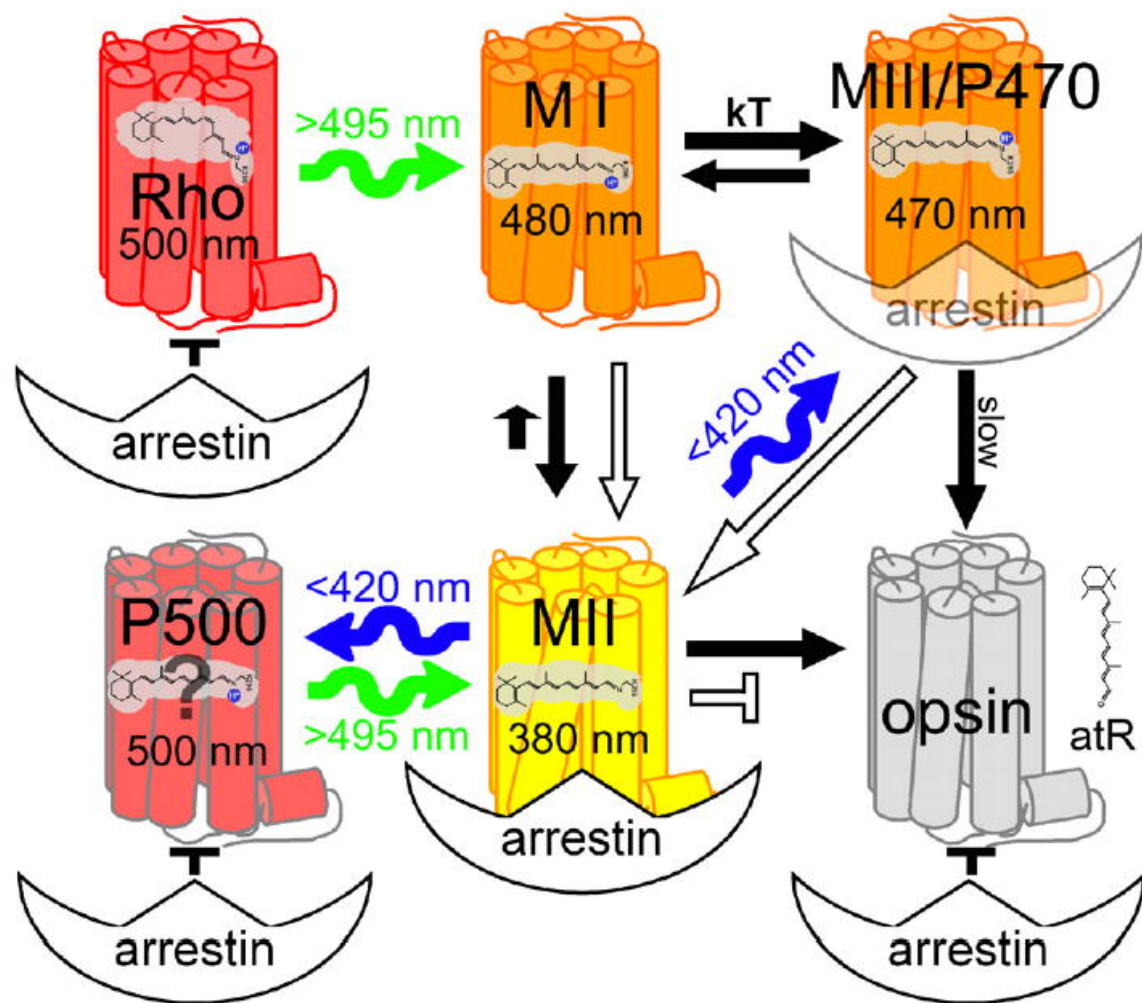 >495 nm
Rho
500 nm
M I
480 nm
kT
MIII/P470
470 nm
arrestin
arrestin
<420 nm
slow
P500
?
500 nm
<420 nm
>495 nm
MII
380 nm
opsin
atR
arrestin
arrestin
arrestin
H+
H+
H+
H+